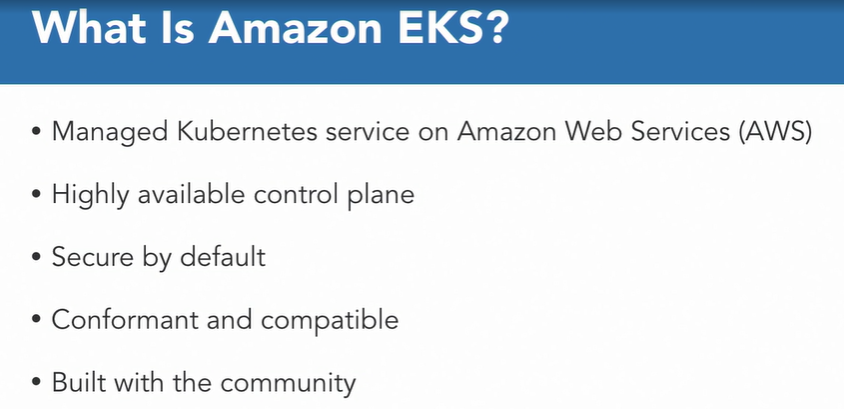 What Is Amazon EKS?
• Managed Kubernetes service on Amazon Web Services (AWS)
• Highly available control plane
• Secure by default
• Conformant and compatible
• Built with the community